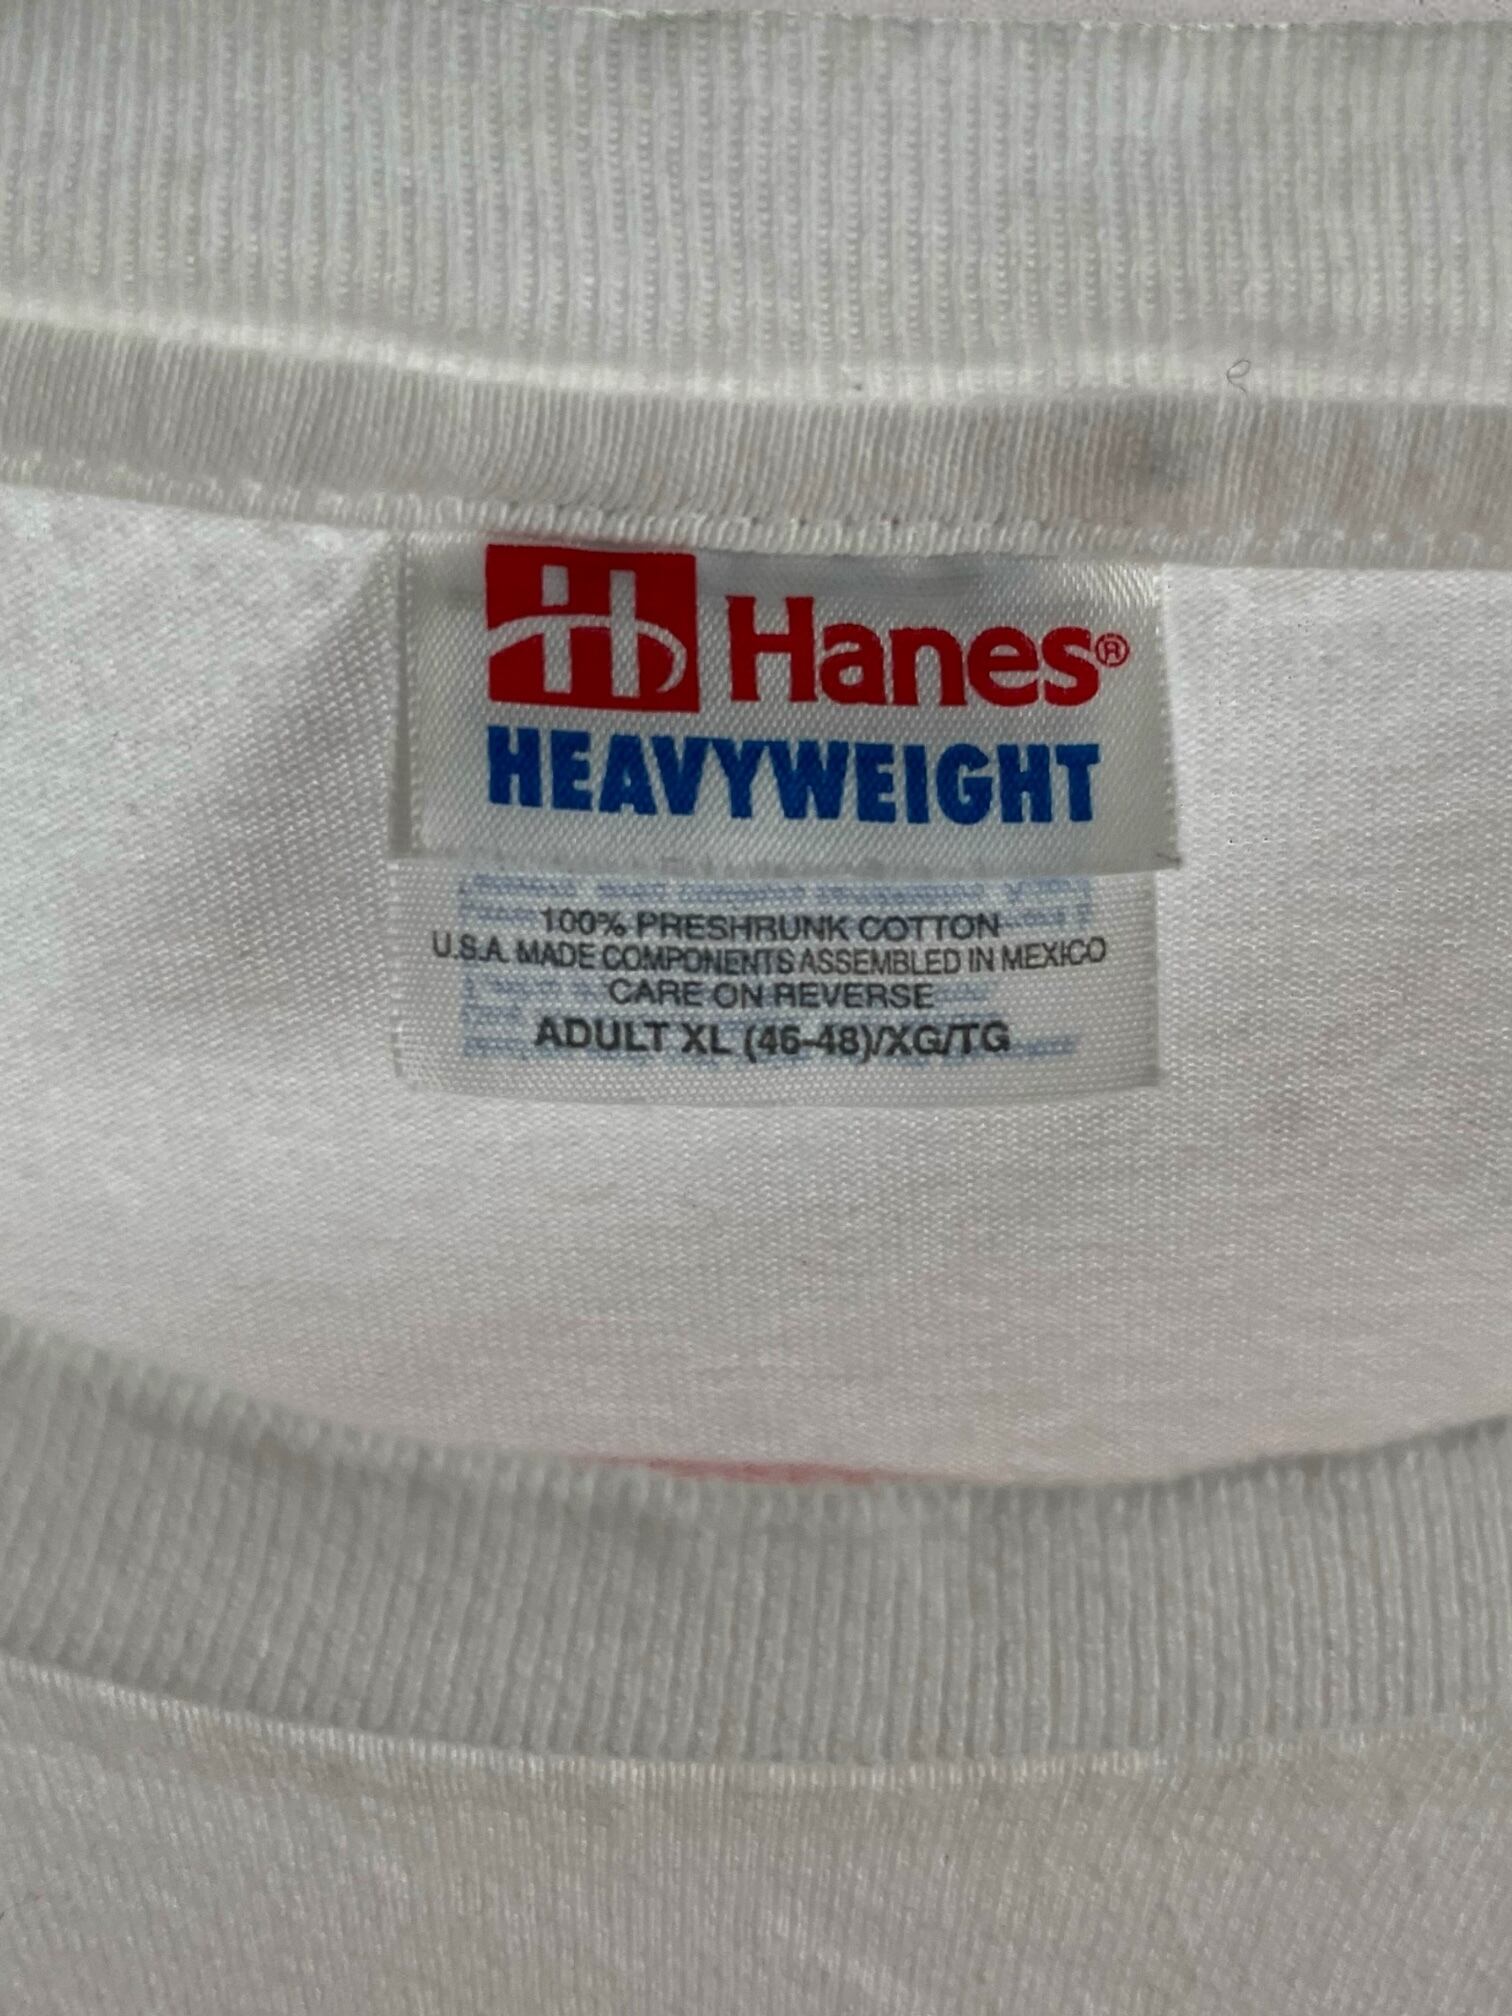 Hanes®
HEAVYWEIGHT
100% PRESHRUNK COTTON
U.S.A. MADE COMPONENTS ASSEMBLED IN MEXICO
CARE ON REVERSE
ADULT XL (46-48)/XG/TG